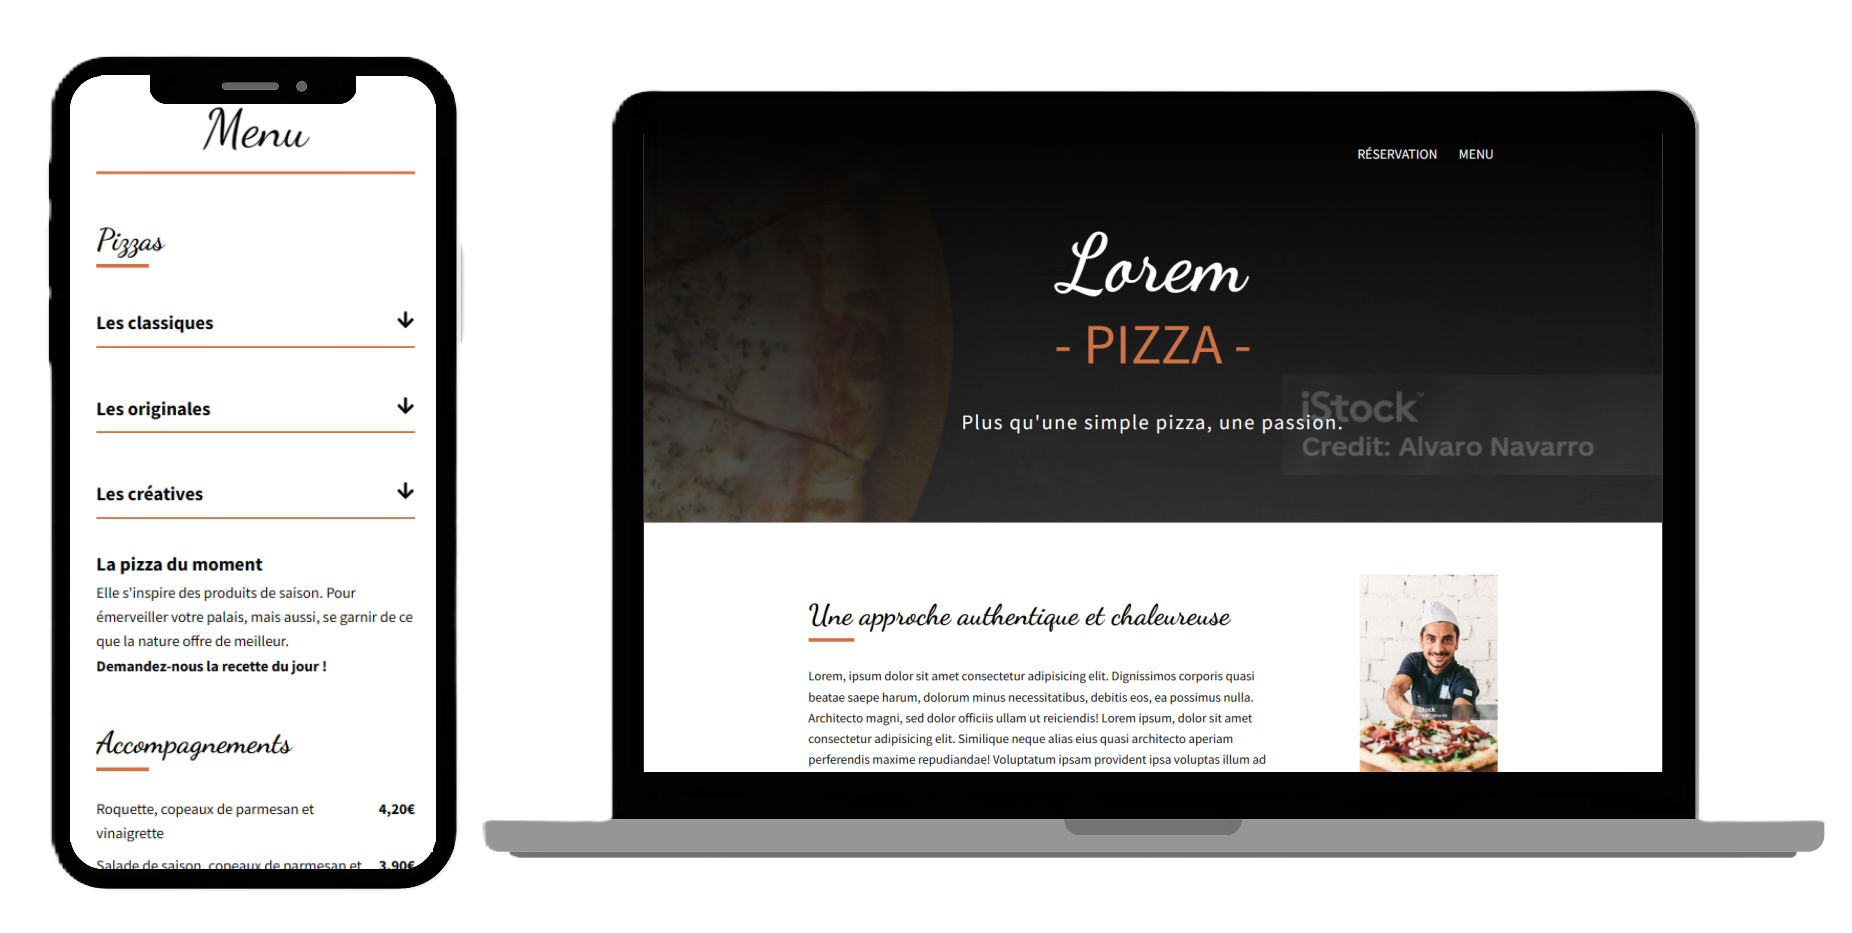 Menu
Pizzas
Les classiques
Les originales
Les créatives
La pizza du moment
Elle s'inspire des produits de saison. Pour
émerveiller votre palais, mais aussi, se garnir de ce
que la nature offre de meilleur.
Demandez-nous la recette du jour !
Accompagnements
Roquette, copeaux de parmesan et 4,20€
vinaigrette
Salade de saison, copeaux de parmesan et 3,90€
RÉSERVATION MENU
Lorem
- PIZZA -
Plus qu'une simple pizza, une passion.
iStock™
Credit: Alvaro Navarro
Une approche authentique et chaleureuse
Lorem, ipsum dolor sit amet consectetur adipisicing elit. Dignissimos corporis quasi
beatae saepe harum, dolorum minus necessitatibus, debitis eos, ea possimus nulla.
Architecto magni, sed dolor officiis ullam ut reiciendis! Lorem ipsum, dolor sit amet
consectetur adipisicing elit. Similique neque alias eius quasi architecto aperiam
perferendis maxime repudiandae! Voluptatum ipsam provident ipsa voluptas illum ad
iStock